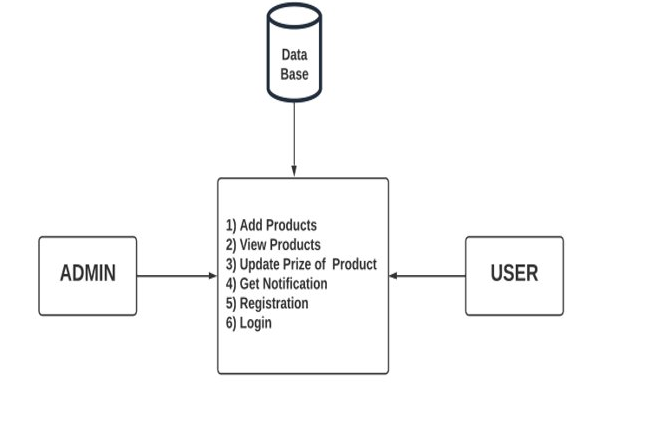 Data
Base
1) Add Products
2) View Products
3) Update Prize of Product
4) Get Notification
5) Registration
6) Login
ADMIN
USER